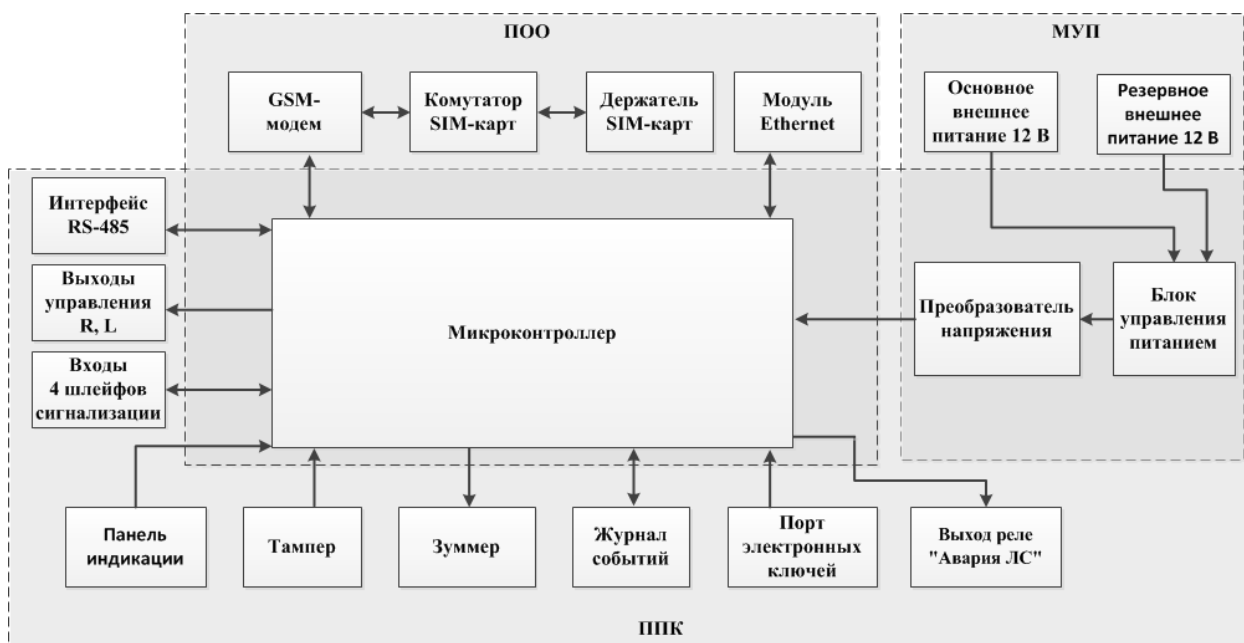 ПОО
МУП
GSM-
модем
Комутатор
SIM-карт
Держатель
SIM-карт
Модуль
Ethernet
Основное
внешнее
питание 12 В
Резервное
внешнее
питание 12 В
Интерфейс
RS-485
Выходы
управления
R, L
Входы
4 шлейфов
сигнализации
Микроконтроллер
Преобразователь
напряжения
Блок
управления
питанием
Панель
индикации
Тампер
Зуммер
Журнал
событий
Порт
электронных
ключей
Выход реле
"Авария ЛС"
ППК